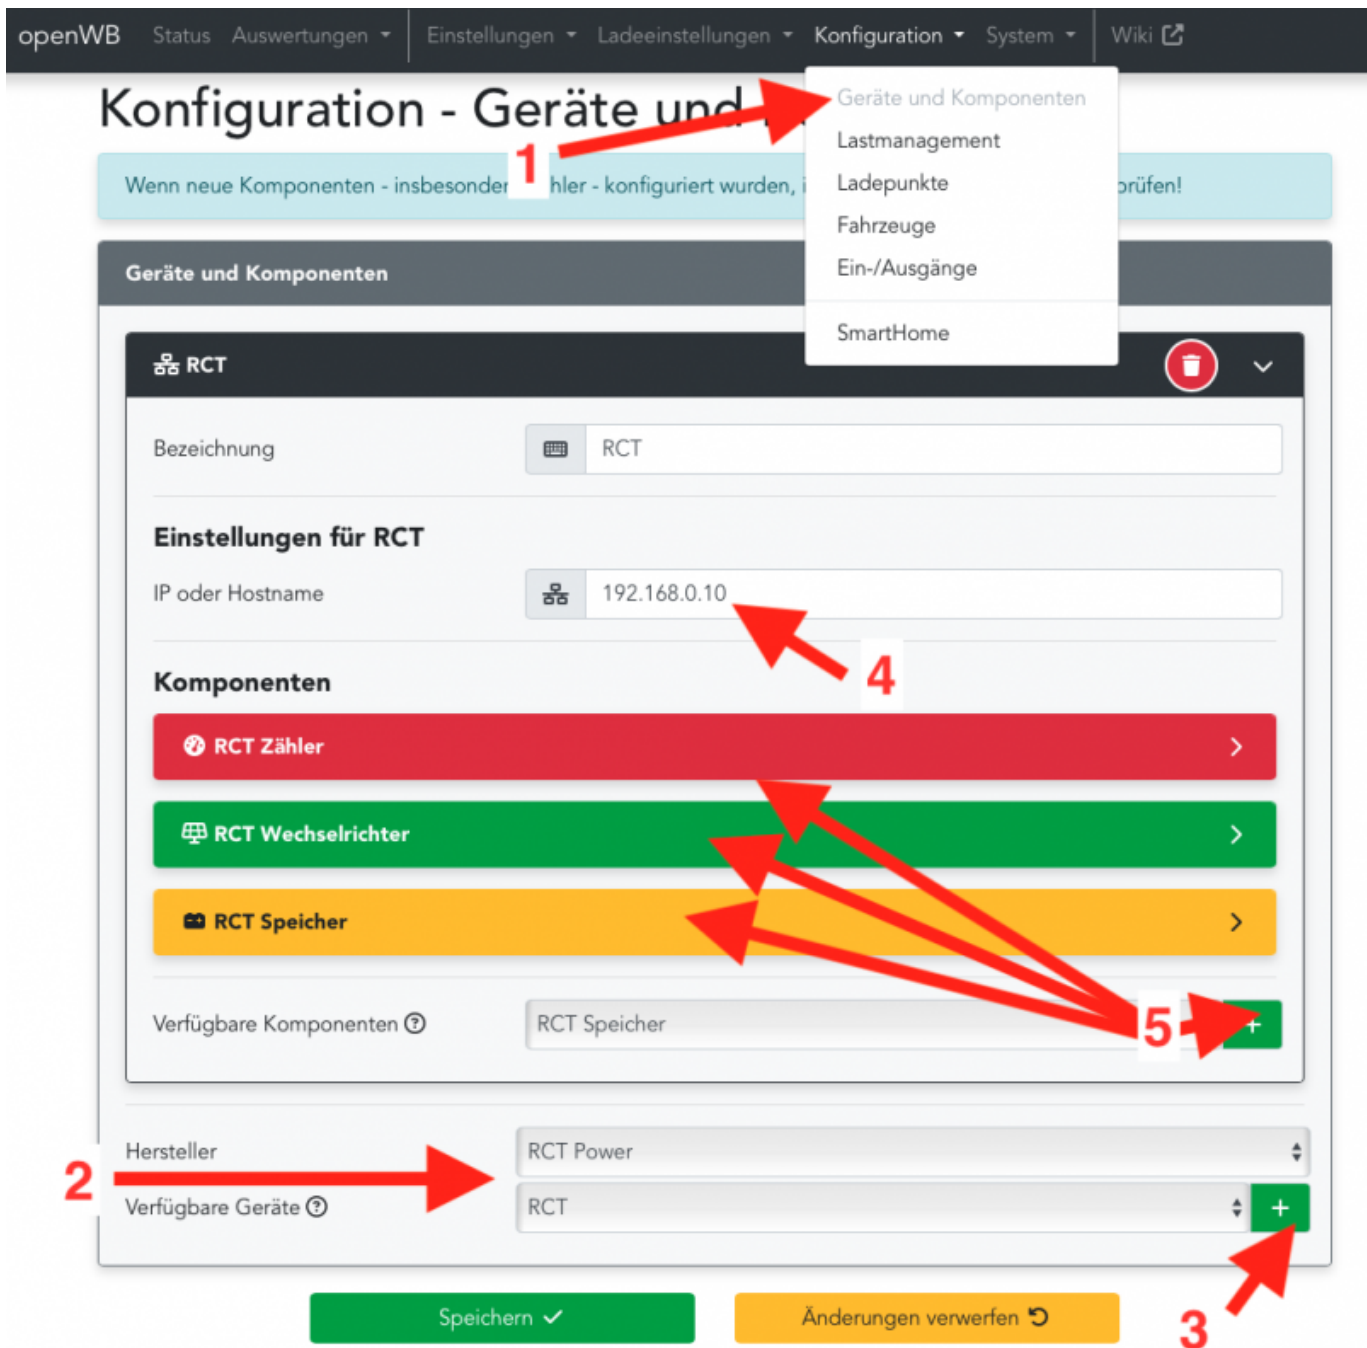 openWB Status Auswertungen Einstellungen Ladeeinstellungen Konfiguration System Wiki
Konfiguration - Geräte und
Geräte und Komponenten
Lastmanagement
Ladepunkte
Fahrzeuge
Ein-/Ausgänge
SmartHome
1
Wenn neue Komponenten - hler - konfiguriert wurden, prüfen!
Geräte und Komponenten
RCT
Bezeichnung RCT
Einstellungen für RCT
IP oder Hostname 192.168.0.10
4
Komponenten
RCT Zähler
RCT Wechselrichter
RCT Speicher
Verfügbare Komponenten RCT Speicher
5
Hersteller RCT Power
2
Verfügbare Geräte RCT
3
Speichern Änderungen verwerfen